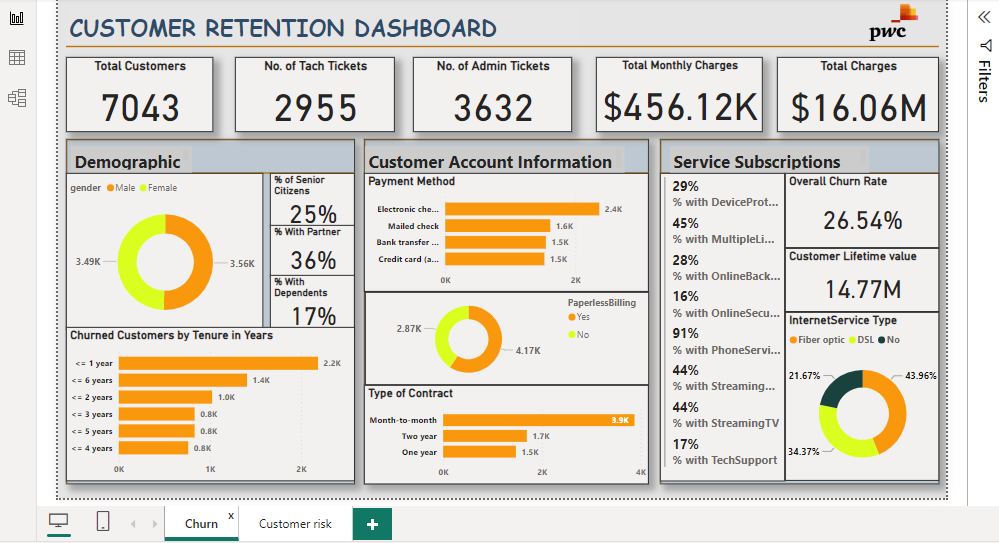 CUSTOMER RETENTION DASHBOARD
pwc
Total Customers
7043
No. of Tach Tickets
2955
No. of Admin Tickets
3632
Total Monthly Charges
$456.12K
Total Charges
$16.06M
Filters
Demographic
gender Male Female
3.49K
3.56K
% of Senior
Citizens
25%
% With Partner
36%
% With
Dependents
17%
Churned Customers by Tenure in Years
<= 1 year 2.2K
<= 6 years 1.4K
<= 2 years 1.0K
<= 3 years 0.8K
<= 5 years 0.8K
<= 4 years 0.8K
0K 1K 2K
Customer Account Information
Payment Method
Electronic che... 2.4K
Mailed check 1.6K
Bank transfer ... 1.5K
Credit card (a... 1.5K
0K 2K
PaperlessBilling
Yes
No
2.87K
4.17K
Type of Contract
Month-to-month 3.9K
Two year 1.7K
One year 1.5K
0K 2K 4K
Service Subscriptions
29%
% with DeviceProt...
45%
% with MultipleLi...
28%
% with OnlineBack...
16%
% with OnlineSecu...
91%
% with PhoneServi...
44%
% with Streaming...
44%
% with StreamingTV
17%
% with TechSupport
Overall Churn Rate
26.54%
Customer Lifetime value
14.77M
InternetService Type
Fiber optic DSL No
21.67%
43.96%
34.37%
Churn x
Customer risk
+